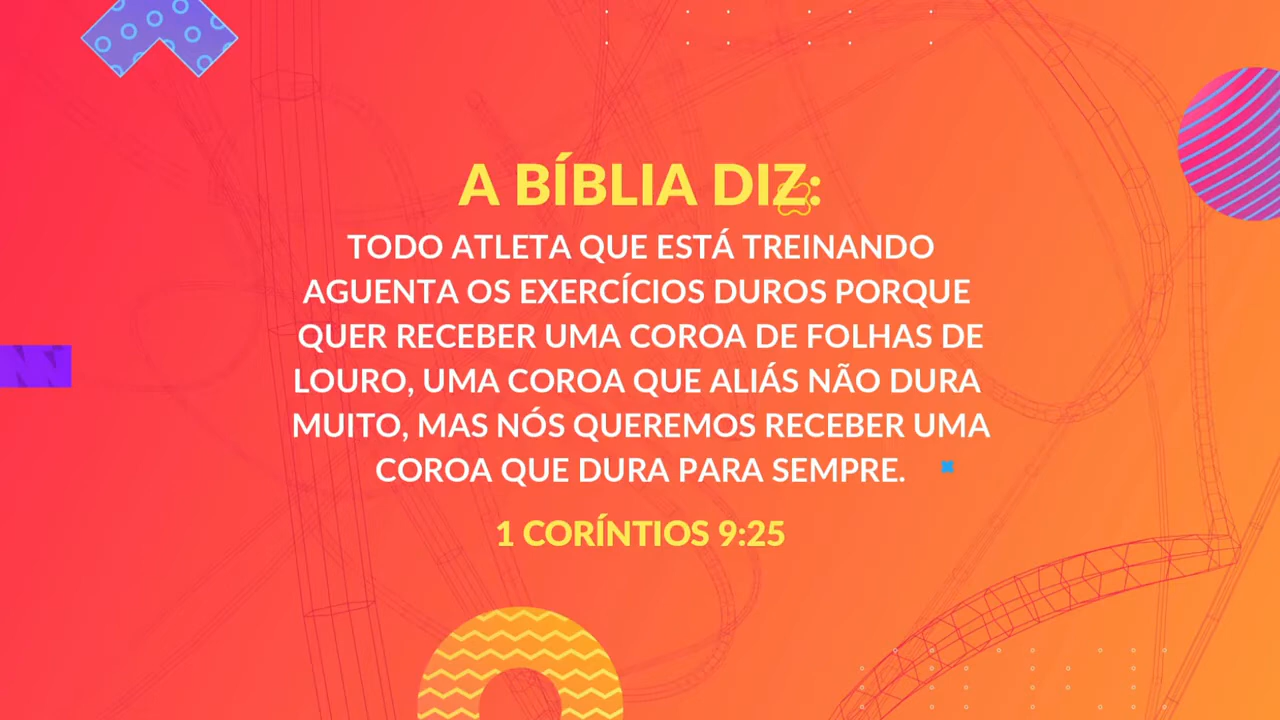 A BÍBLIA DIZ:
TODO ATLETA QUE ESTÁ TREINANDO
AGUENTA OS EXERCÍCIOS DUROS PORQUE
QUER RECEBER UMA COROA DE FOLHAS DE
LOURO, UMA COROA QUE ALIÁS NÃO DURA
MUITO, MAS NÓS QUEREMOS RECEBER UMA
COROA QUE DURA PARA SEMPRE.
1 CORÍNTIOS 9:25